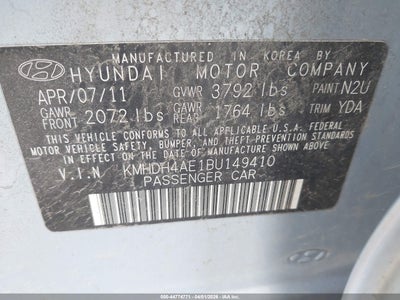 MANUFACTURED IN KOREA BY
HYUNDAI MOTOR COMPANY
APR/07/11 GVWR 3792 lbs PAINT N2U
GAWR FRONT 2072 lbs GAWR REAR 1764 lbs TRIM YDA
THIS VEHICLE CONFORMS TO ALL APPLICABLE U.S.A. FEDERAL
MOTOR VEHICLE SAFETY, BUMPER, AND THEFT-PREVENTION STANDARDS
IN EFFECT ON THE DATE OF MANUFACTURE SHOWN ABOVE.
V.I.N KMHDH4AE1BU149410
PASSENGER CAR